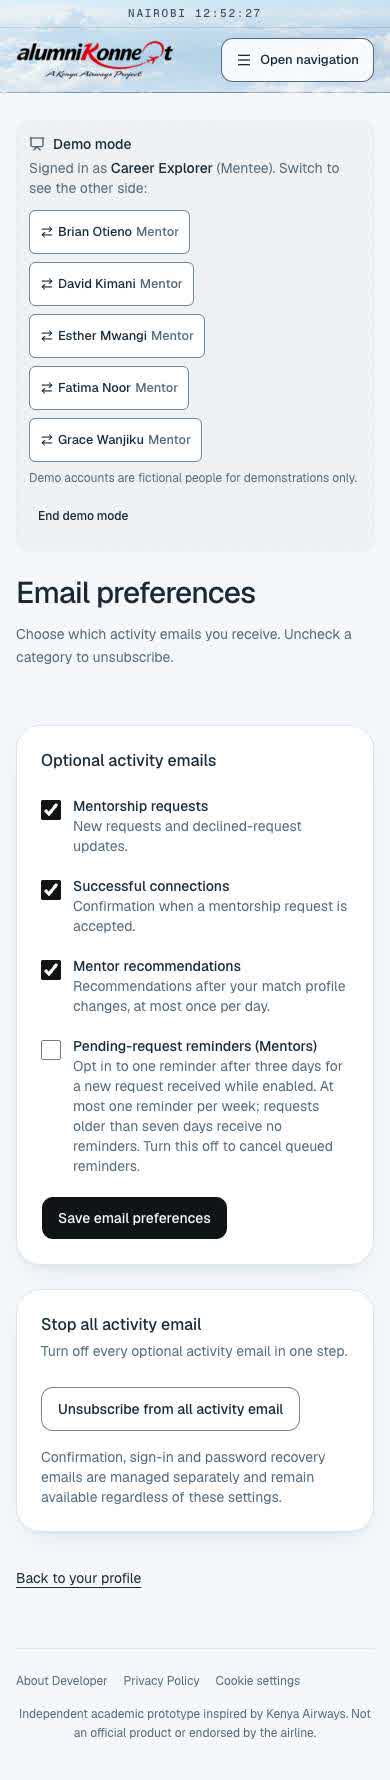 NAIROBI 12:52:27
alumniKonnect
A Kenya Airways Project
Open navigation
Demo mode
Signed in as Career Explorer (Mentee). Switch to
see the other side:
Brian Otieno Mentor
David Kimani Mentor
Esther Mwangi Mentor
Fatima Noor Mentor
Grace Wanjiku Mentor
Demo accounts are fictional people for demonstrations only.
End demo mode
Email preferences
Choose which activity emails you receive. Uncheck a
category to unsubscribe.
Optional activity emails
Mentorship requests
New requests and declined-request
updates.
Successful connections
Confirmation when a mentorship request is
accepted.
Mentor recommendations
Recommendations after your match profile
changes, at most once per day.
Pending-request reminders (Mentors)
Opt in to one reminder after three days for
a new request received while enabled. At
most one reminder per week; requests
older than seven days receive no
reminders. Turn this off to cancel queued
reminders.
Save email preferences
Stop all activity email
Turn off every optional activity email in one step.
Unsubscribe from all activity email
Confirmation, sign-in and password recovery
emails are managed separately and remain
available regardless of these settings.
Back to your profile
About Developer Privacy Policy Cookie settings
Independent academic prototype inspired by Kenya Airways. Not
an official product or endorsed by the airline.